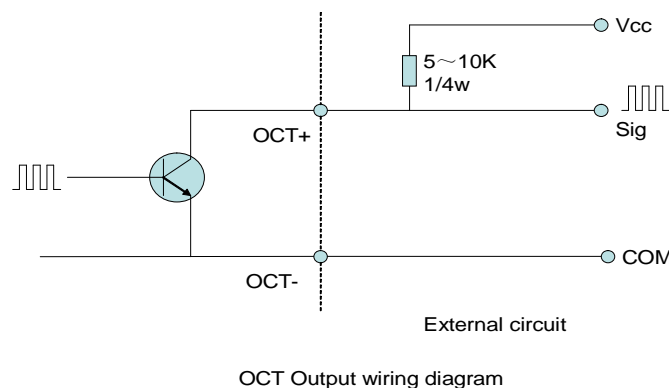 Vcc
5～10K
1/4w
OCT+
Sig
OCT-
COM
External circuit
OCT Output wiring diagram